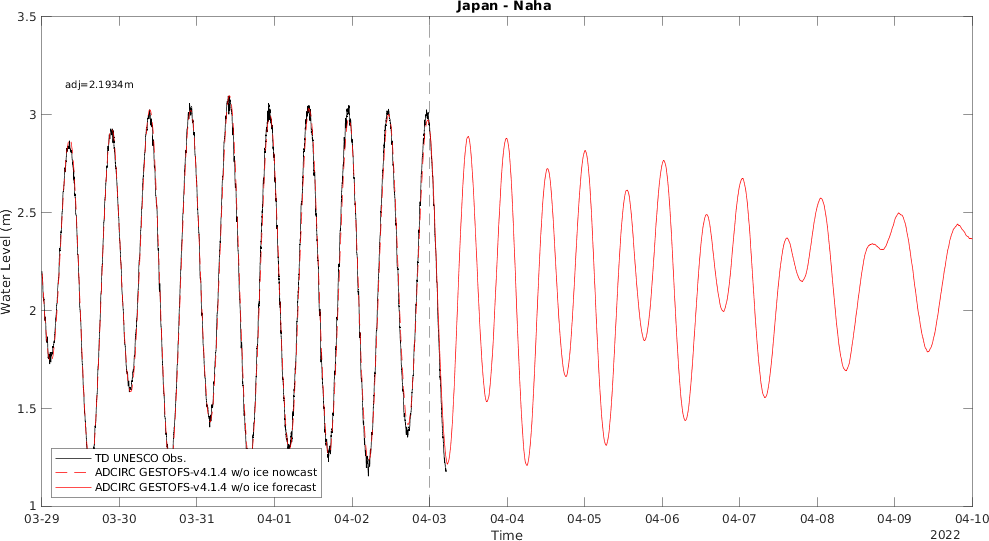 Japan - Naha
3.5
adj=2.1934m
3
2.5
Water Level (m)
2
1.5
TD UNESCO Obs.
ADCIRC GESTOFS-v4.1.4 w/o ice nowcast
ADCIRC GESTOFS-v4.1.4 w/o ice forecast
1
03-29 03-30 03-31 04-01 04-02 04-03 04-04 04-05 04-06 04-07 04-08 04-09 04-10
Time
2022